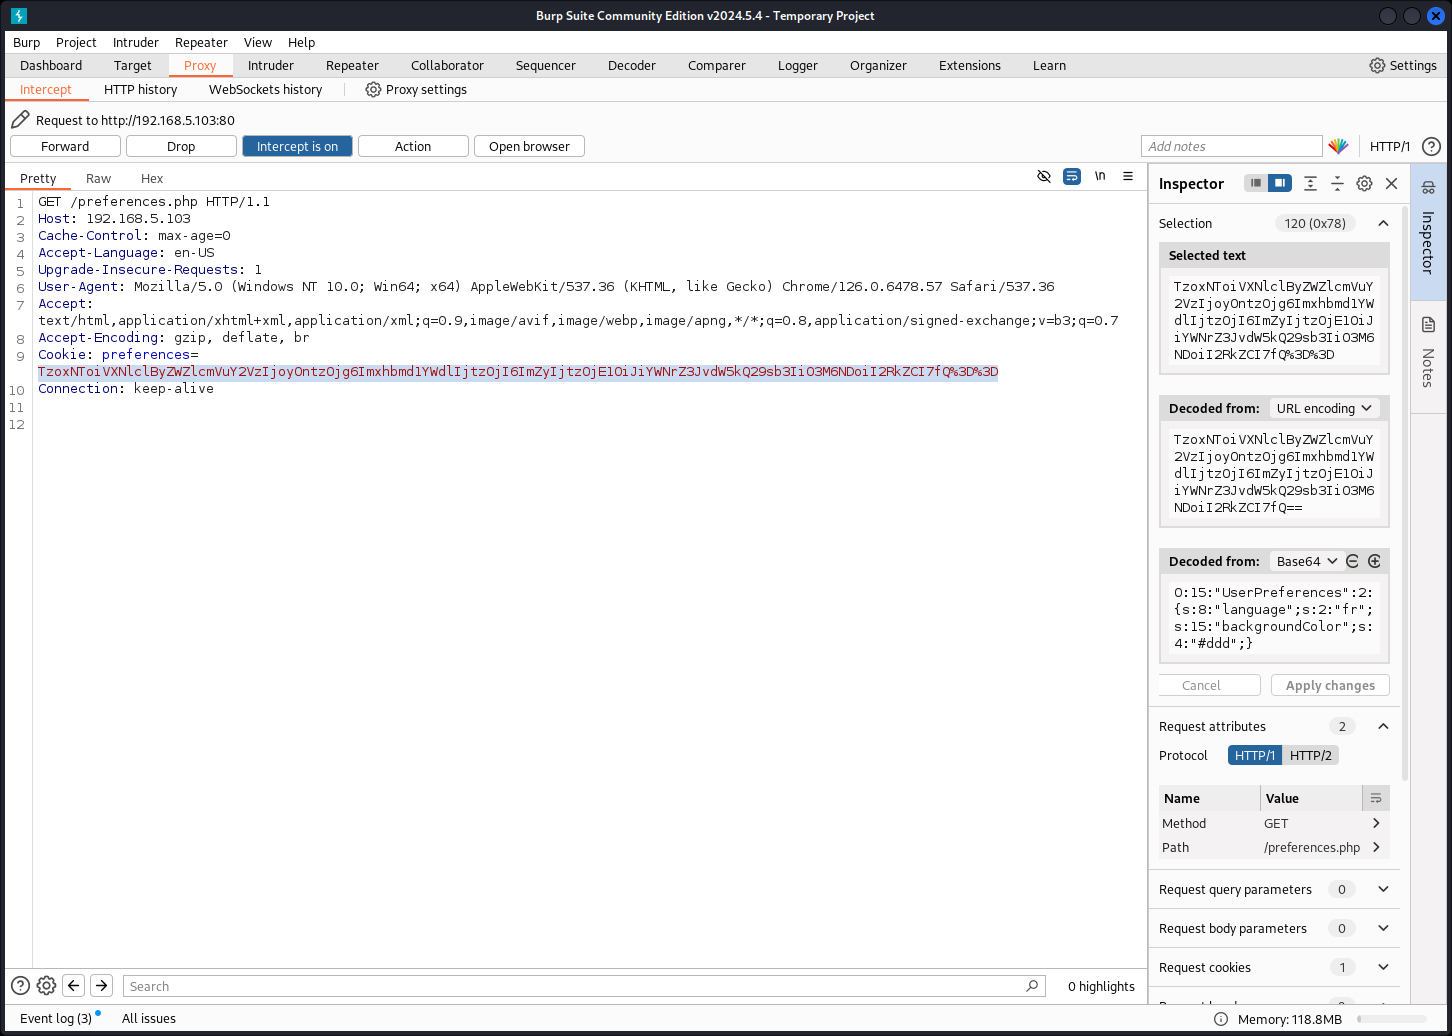 Burp Suite Community Edition v2024.5.4 - Temporary Project
Burp Project Intruder Repeater View Help
Dashboard Target Proxy Intruder Repeater Collaborator Sequencer Decoder Comparer Logger Organizer Extensions Learn Settings
Intercept HTTP history WebSockets history Proxy settings
Request to http://192.168.5.103:80
Forward Drop Intercept is on Action Open browser Add notes HTTP/1
Pretty Raw Hex \n
1 GET /preferences.php HTTP/1.1
2 Host: 192.168.5.103
3 Cache-Control: max-age=0
4 Accept-Language: en-US
5 Upgrade-Insecure-Requests: 1
6 User-Agent: Mozilla/5.0 (Windows NT 10.0; Win64; x64) AppleWebKit/537.36 (KHTML, like Gecko) Chrome/126.0.6478.57 Safari/537.36
7 Accept:
text/html,application/xhtml+xml,application/xml;q=0.9,image/avif,image/webp,image/apng,*/*;q=0.8,application/signed-exchange;v=b3;q=0.7
8 Accept-Encoding: gzip, deflate, br
9 Cookie: preferences=
TzoxNToiVXNlclByZWZlcmVuY2VzIjoyOntzOjg6Imxhbmd1YWdlIjtzOjI6ImZyIjtzOjE1OiJiYWNrZ3JvdW5kQ29sb3IiO3M6NDoiI2RkZCI7fQ%3D%3D
10 Connection: keep-alive
11
12
Search 0 highlights
Inspector
Selection 120 (0x78)
Selected text
TzoxNToiVXNlclByZWZlcmVuY
2VzIjoyOntzOjg6Imxhbmd1YW
dlIjtzOjI6ImZyIjtzOjE1OiJ
iYWNrZ3JvdW5kQ29sb3IiO3M6
NDoiI2RkZCI7fQ%3D%3D
Decoded from: URL encoding
TzoxNToiVXNlclByZWZlcmVuY
2VzIjoyOntzOjg6Imxhbmd1YW
dlIjtzOjI6ImZyIjtzOjE1OiJ
iYWNrZ3JvdW5kQ29sb3IiO3M6
NDoiI2RkZCI7fQ==
Decoded from: Base64
O:15:"UserPreferences":2:
{s:8:"language";s:2:"fr";
s:15:"backgroundColor";s:
4:"#ddd";}
Cancel Apply changes
Request attributes 2
Protocol HTTP/1 HTTP/2
Name Value
Method GET
Path /preferences.php
Request query parameters 0
Request body parameters 0
Request cookies 1
Inspector
Notes
Event log (3) All issues Memory: 118.8MB